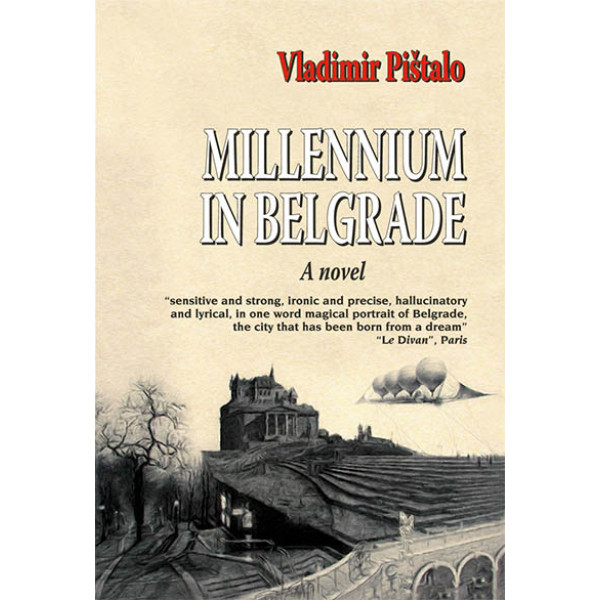 Vladimir Pištalo
MILLENNIUM
IN BELGRADE
A novel
“sensitive and strong, ironic and precise, hallucinatory
and lyrical, in one word magical portrait of Belgrade,
the city that has been born from a dream”
“Le Divan”, Paris